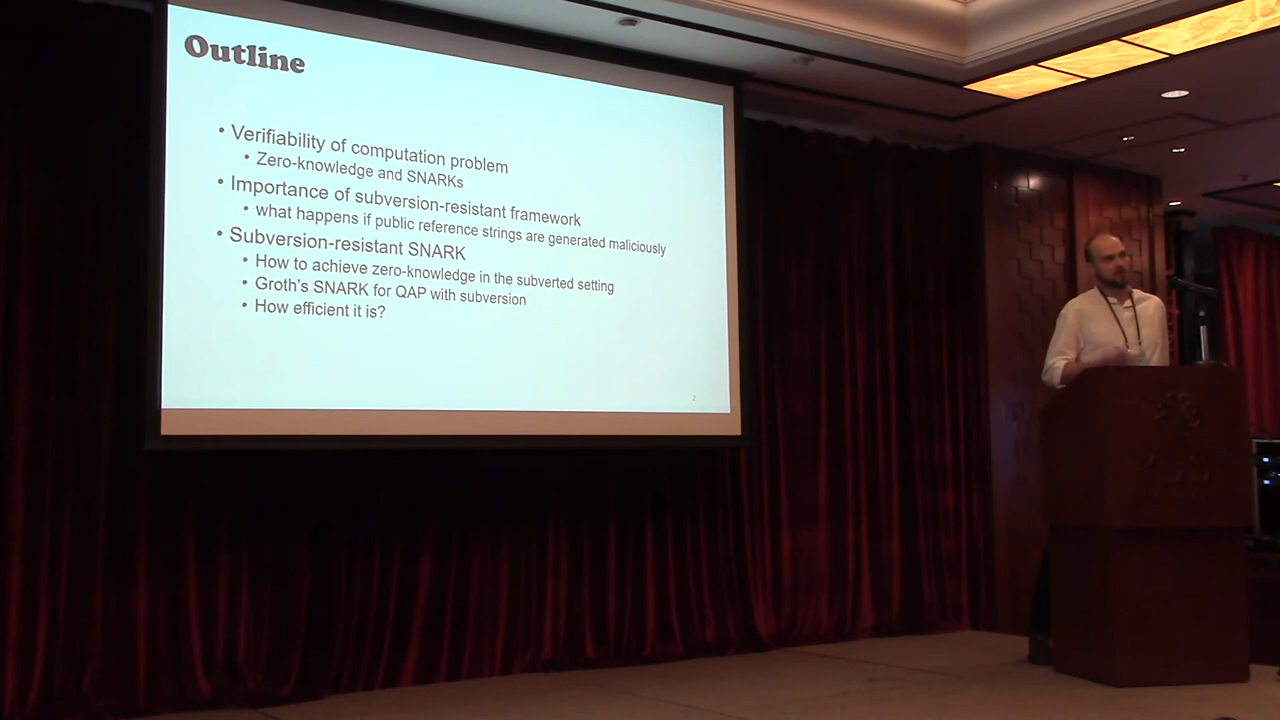 Outline
• Verifiability of computation problem
• Zero-knowledge and SNARKs
• Importance of subversion-resistant framework
• what happens if public reference strings are generated maliciously
• Subversion-resistant SNARK
• How to achieve zero-knowledge in the subverted setting
• Groth's SNARK for QAP with subversion
• How efficient it is?
2